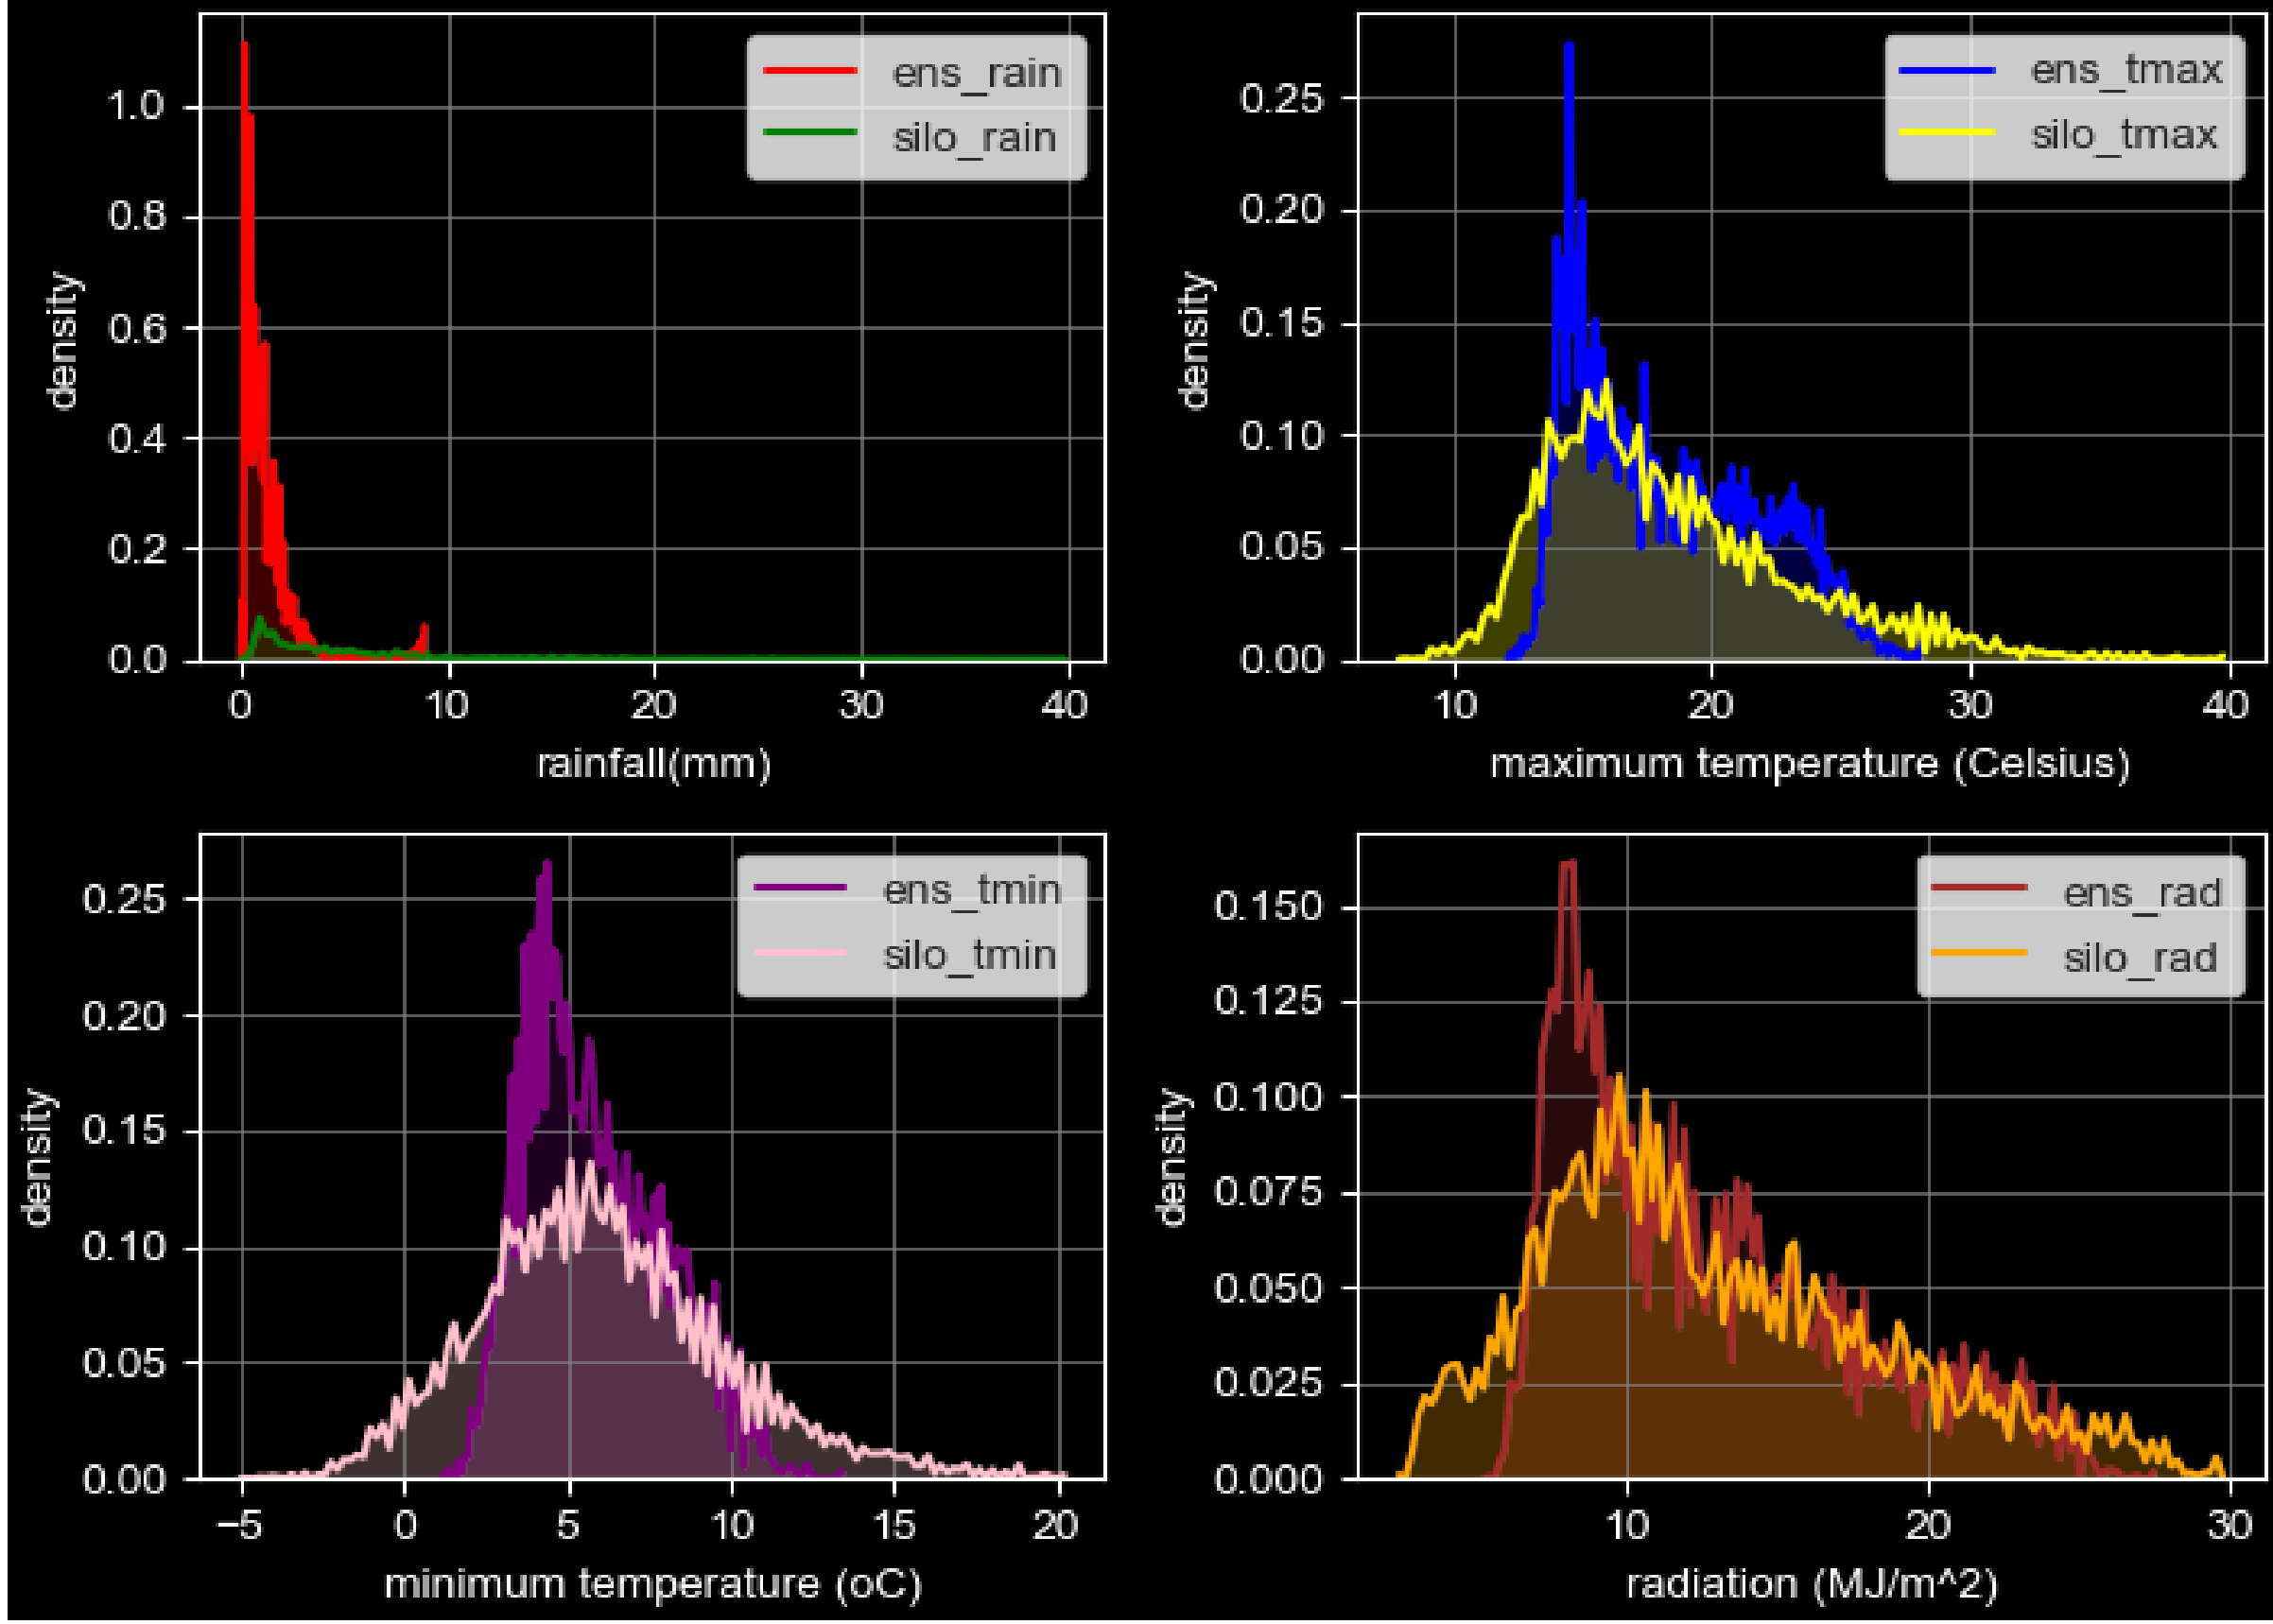 ens_rain
silo_rain
1.0
0.8
0.6
0.4
0.2
0.0
density
0 10 20 30 40
rainfall(mm)
ens_tmax
silo_tmax
0.25
0.20
0.15
0.10
0.05
0.00
density
10 20 30 40
maximum temperature (Celsius)
ens_tmin
silo_tmin
0.25
0.20
0.15
0.10
0.05
0.00
density
−5 0 5 10 15 20
minimum temperature (oC)
ens_rad
silo_rad
0.150
0.125
0.100
0.075
0.050
0.025
0.000
density
10 20 30
radiation (MJ/m^2)